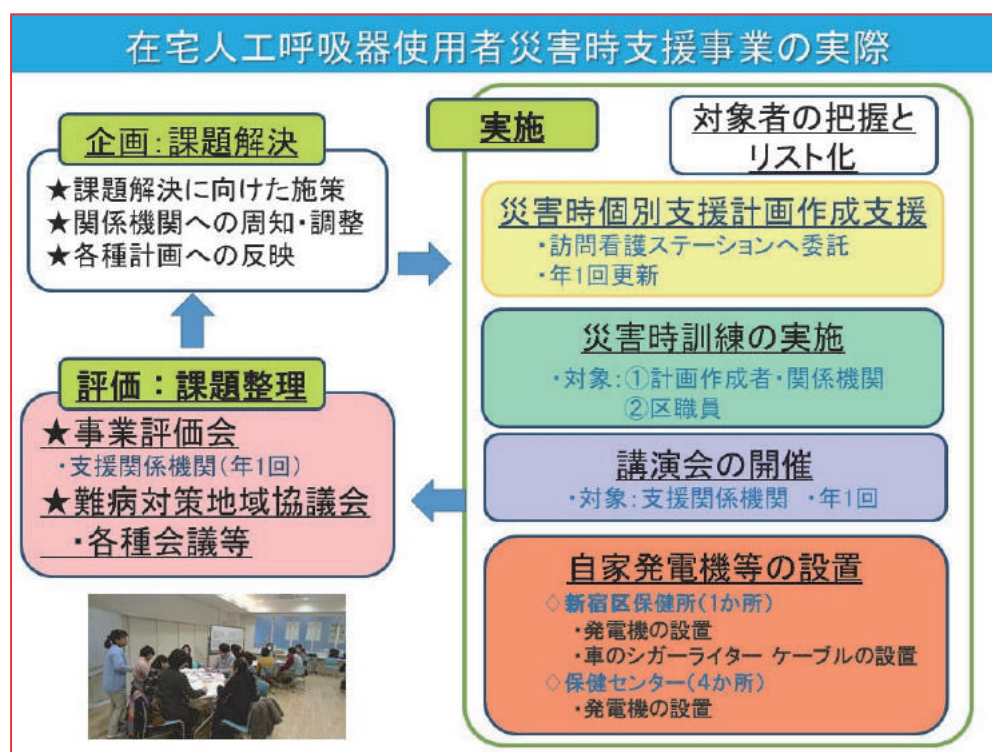 在宅人工呼吸器使用者災害時支援事業の実際
企画:課題解決
★課題解決に向けた施策
★関係機関への周知・調整
★各種計画への反映
評価：課題整理
★事業評価会
・支援関係機関(年1回)
★難病対策地域協議会
・各種会議等
実施
対象者の把握と
リスト化
災害時個別支援計画作成支援
・訪問看護ステーションへ委託
・年1回更新
災害時訓練の実施
・対象:①計画作成者・関係機関
②区職員
講演会の開催
・対象:支援関係機関 ・年1回
自家発電機等の設置
◇新宿区保健所(1か所)
・発電機の設置
・車のシガーライター ケーブルの設置
◇保健センター(4か所)
・発電機の設置